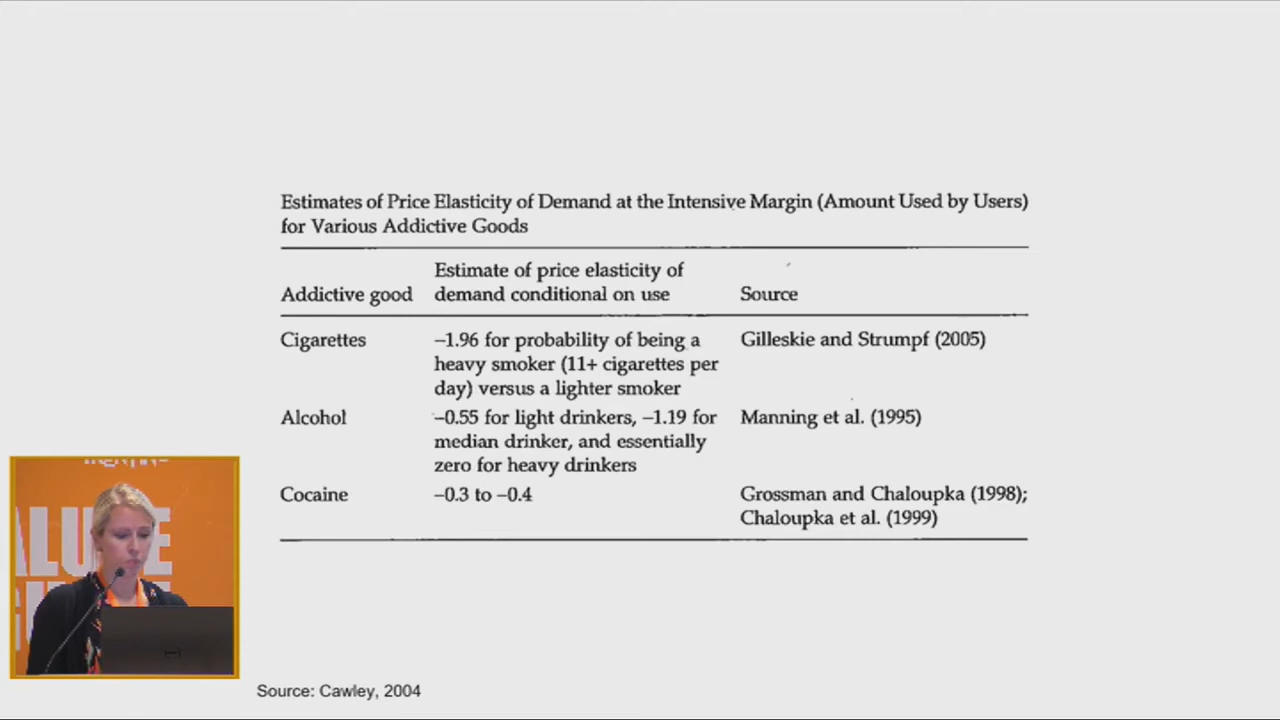 Estimates of Price Elasticity of Demand at the Intensive Margin (Amount Used by Users)
for Various Addictive Goods
Estimate of price elasticity of
Addictive good demand conditional on use Source
Cigarettes −1.96 for probability of being a Gilleskie and Strumpf (2005)
heavy smoker (11+ cigarettes per
day) versus a lighter smoker
Alcohol −0.55 for light drinkers, −1.19 for Manning et al. (1995)
median drinker, and essentially
zero for heavy drinkers
Cocaine −0.3 to −0.4 Grossman and Chaloupka (1998);
Chaloupka et al. (1999)
Source: Cawley, 2004